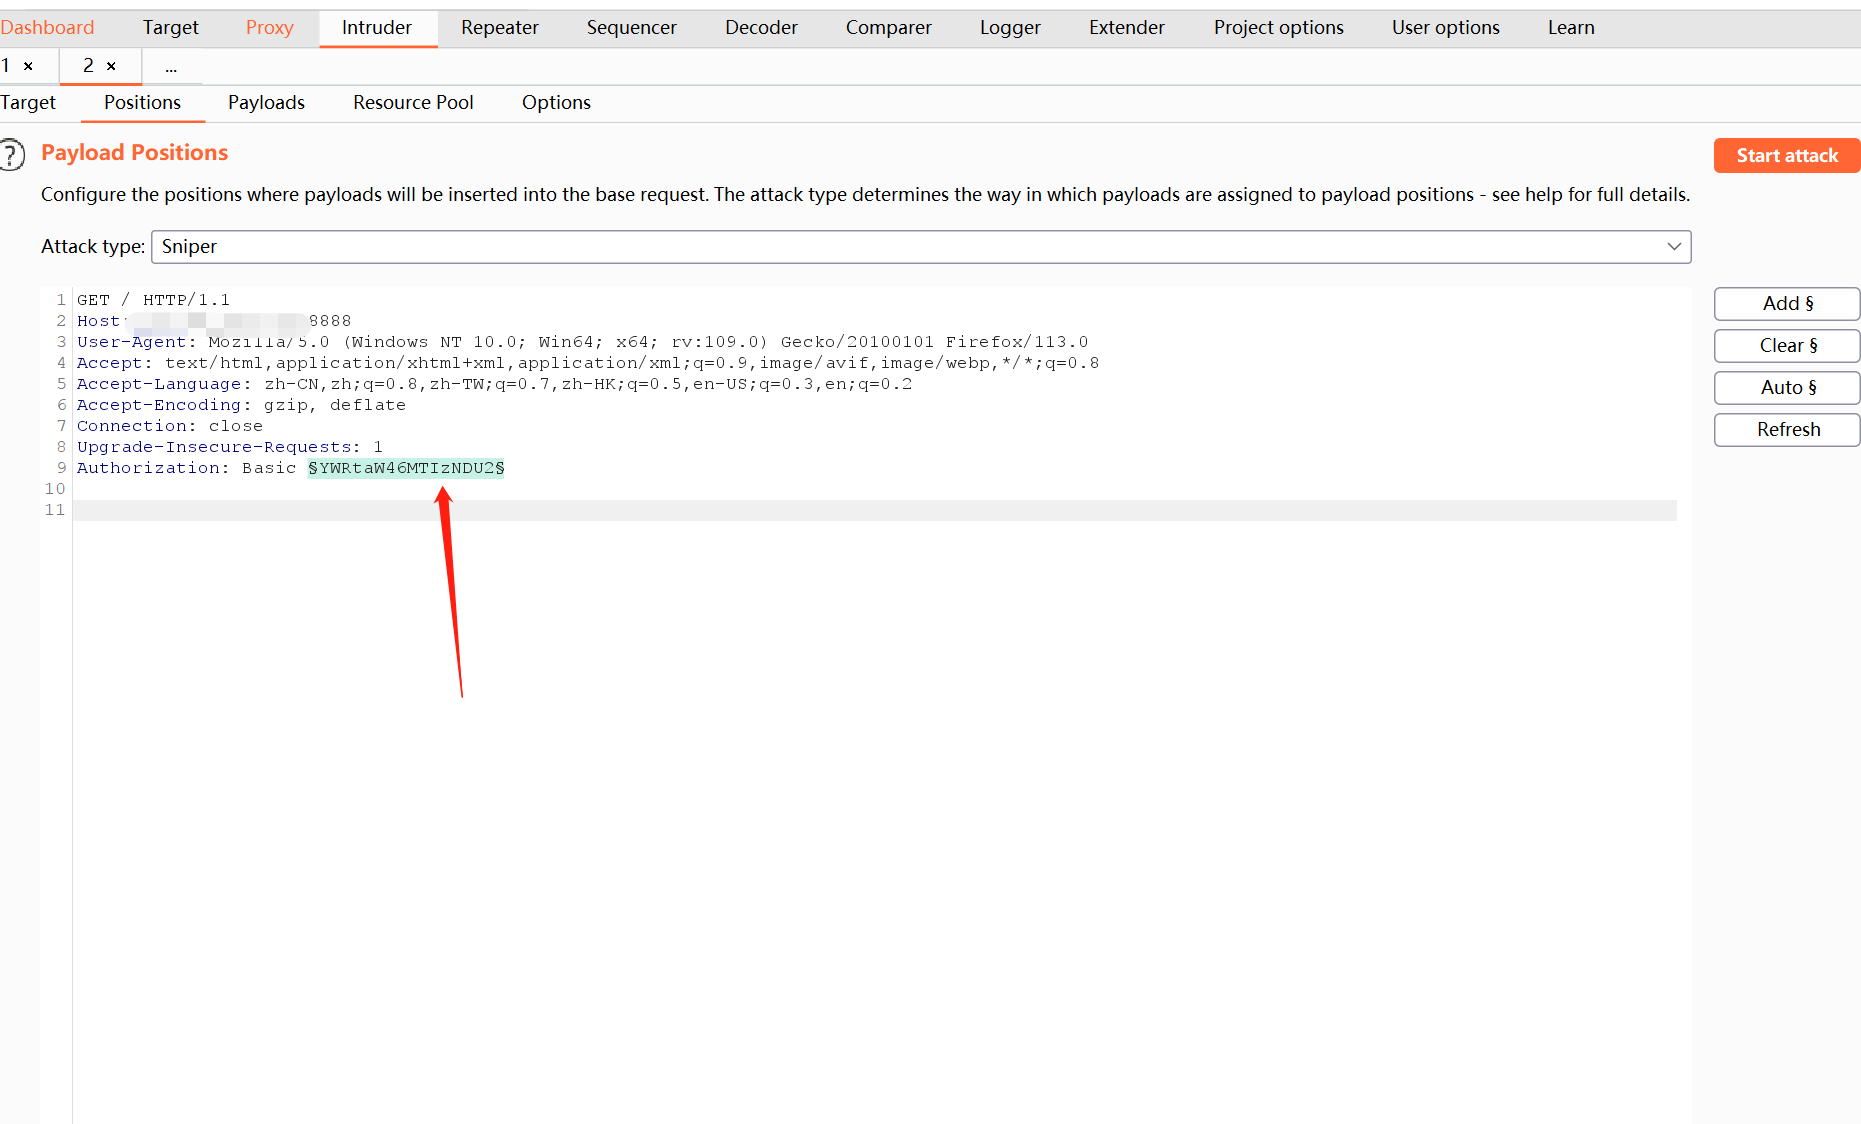 Dashboard Target Proxy Intruder Repeater Sequencer Decoder Comparer Logger Extender Project options User options Learn
1 × 2 × ...
Target Positions Payloads Resource Pool Options
? Payload Positions
Start attack
Configure the positions where payloads will be inserted into the base request. The attack type determines the way in which payloads are assigned to payload positions - see help for full details.
Attack type: Sniper
1 GET / HTTP/1.1
2 Host: 8888
3 User-Agent: Mozilla/5.0 (Windows NT 10.0; Win64; x64; rv:109.0) Gecko/20100101 Firefox/113.0
4 Accept: text/html,application/xhtml+xml,application/xml;q=0.9,image/avif,image/webp,*/*;q=0.8
5 Accept-Language: zh-CN,zh;q=0.8,zh-TW;q=0.7,zh-HK;q=0.5,en-US;q=0.3,en;q=0.2
6 Accept-Encoding: gzip, deflate
7 Connection: close
8 Upgrade-Insecure-Requests: 1
9 Authorization: Basic §YWRtaW46MTIzNDU2§
10
11
Add §
Clear §
Auto §
Refresh